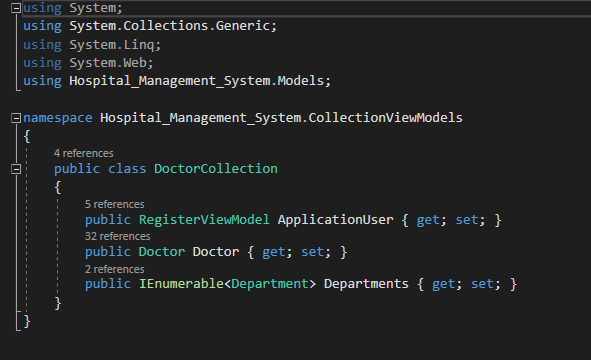 using System;
using System.Collections.Generic;
using System.Linq;
using System.Web;
using Hospital_Management_System.Models;
namespace Hospital_Management_System.CollectionViewModels
{
4 references
public class DoctorCollection
{
5 references
public RegisterViewModel ApplicationUser { get; set; }
32 references
public Doctor Doctor { get; set; }
2 references
public IEnumerable<Department> Departments { get; set; }
}
}